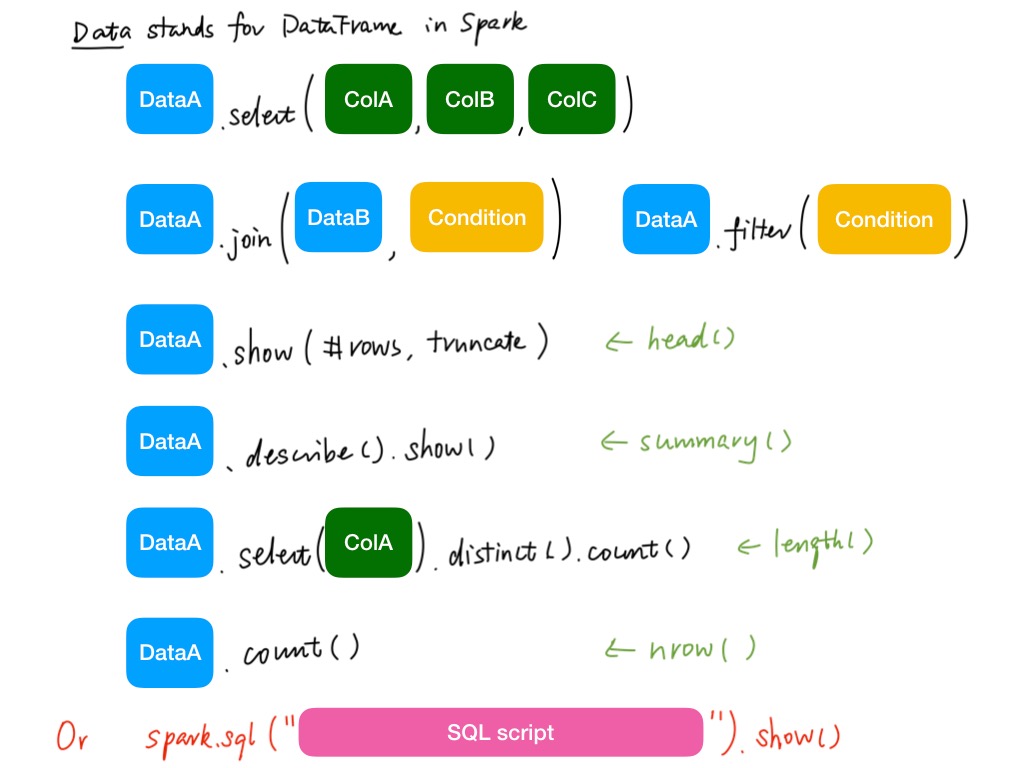 Data stands for DataFrame in Spark
DataA .select ( ColA , ColB , ColC )
DataA .join ( DataB , Condition ) DataA .filter ( Condition )
DataA .show ( #rows, truncate ) ← head()
DataA . describe() . show() ← summary()
DataA . select( ColA ) . distinct() . count() ← length()
DataA . count() ← nrow( )
Or spark.sql (" SQL script "). show()